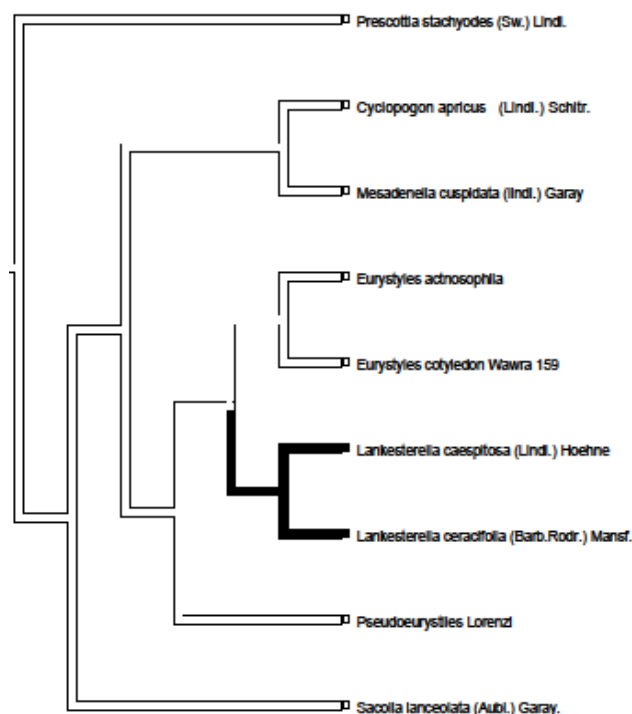 Prescottia stachyodes (Sw.) Lindl.
Cyclopogon apricus (Lindl.) Schltr.
Mesadenella cuspidata (lindl.) Garay
Eurystyles actnosophila
Eurystyles cotyledon Wawra 159
Lankesterella caespitosa (Lindl.) Hoehne
Lankesterella ceracifolia (Barb.Rodr.) Mansf.
Pseudoeurystiles Lorenzi
Sacoila lanceolata (Aubl.) Garay.